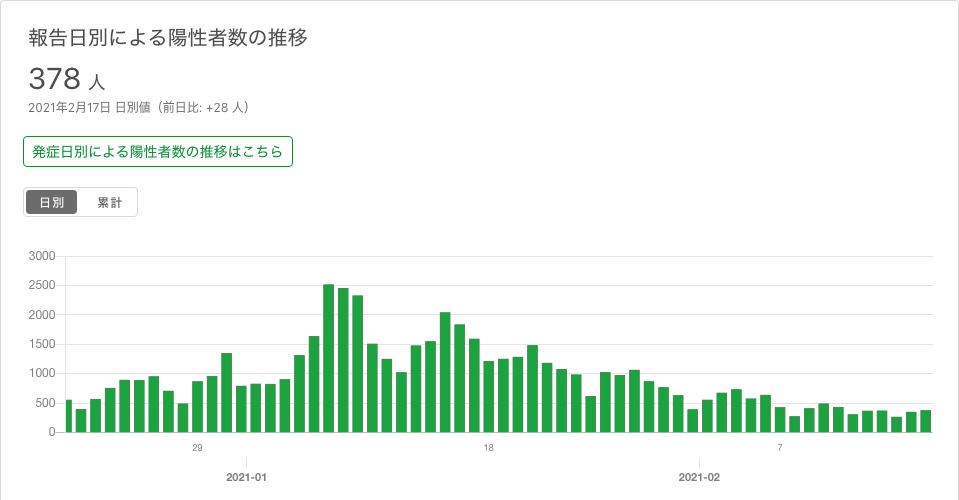 報告日別による陽性者数の推移
378 人
2021年2月17日 日別値（前日比: +28 人）
発症日別による陽性者数の推移はこちら
日別 累計
3000
2500
2000
1500
1000
500
0
29 18 7
2021-01 2021-02